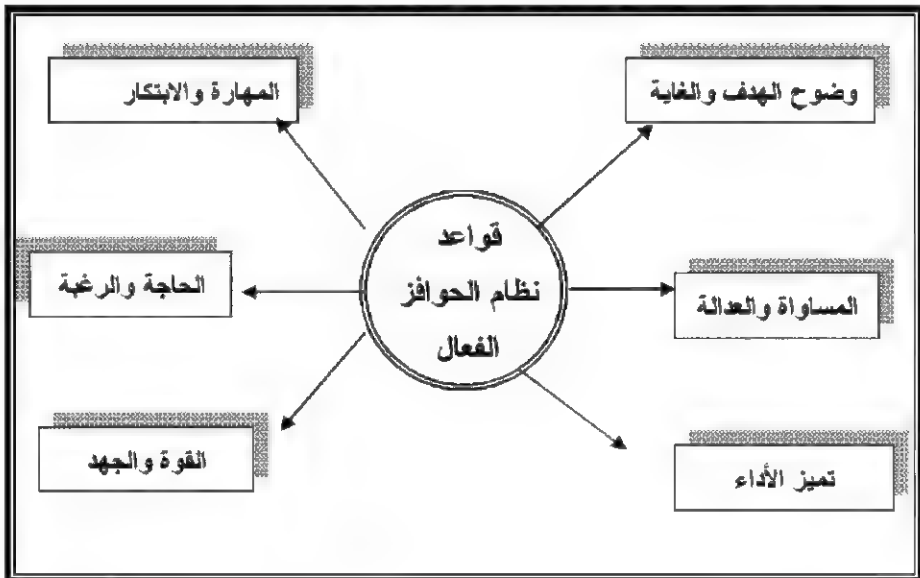 قواعد
نظام الحوافز
الفعال
وضوح الهدف والغاية
المساواة والعدالة
تميز الأداء
المهارة والابتكار
الحاجة والرغبة
القوة والجهد